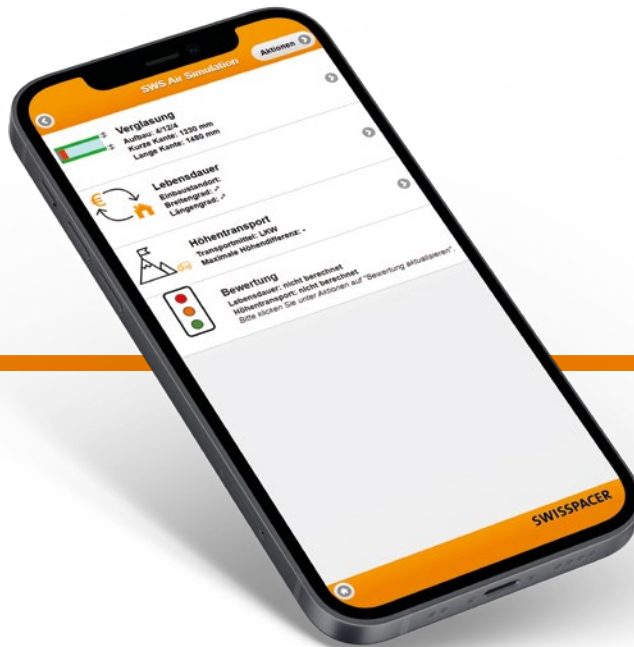 SWS Air Simulation
Aktionen
Verglasung
Aufbau: 4/12/4
Kurze Kante: 1230 mm
Lange Kante: 1480 mm
Lebensdauer
Einbaustandort:
Breitengrad: -°
Längengrad: -°
Höhentransport
Transportmittel: LKW
Maximale Höhendifferenz: -
Bewertung
Lebensdauer: nicht berechnet
Höhentransport: nicht berechnet
Bitte klicken Sie unter Aktionen auf "Bewertung aktualisieren".
SWISSPACER